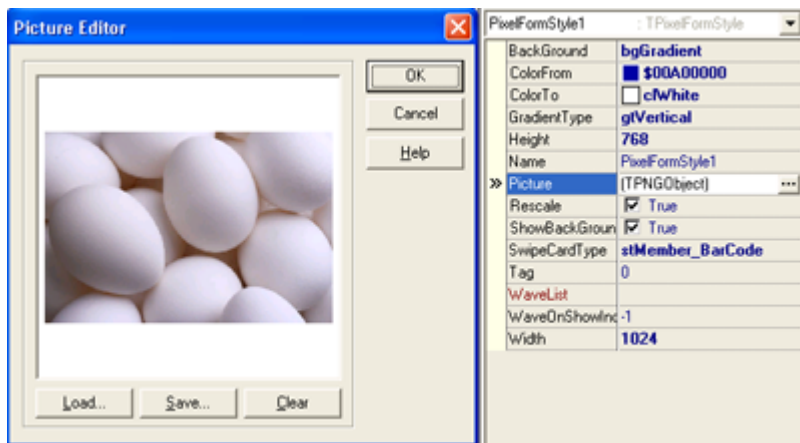 Picture Editor
OK
Cancel
Help
Load...
Save...
Clear
PixelFormStyle1 : TPixelFormStyle
BackGround bgGradient
ColorFrom $00A00000
ColorTo clWhite
GradientType gtVertical
Height 768
Name PixelFormStyle1
» Picture (TPNGObject) ...
Rescale True
ShowBackGroun True
SwipeCardType stMember_BarCode
Tag 0
WaveList
WaveOnShowInd -1
Width 1024